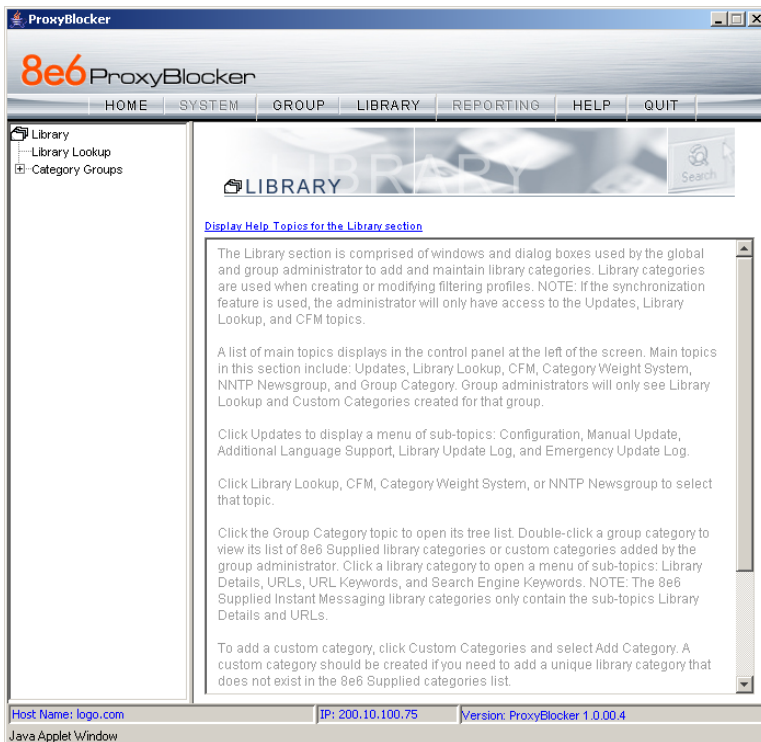 ProxyBlocker
8e6 ProxyBlocker
HOME SYSTEM GROUP LIBRARY REPORTING HELP QUIT
Library
Library Lookup
Category Groups
LIBRARY
LIBRARY
Search
Display Help Topics for the Library section
The Library section is comprised of windows and dialog boxes used by the global
and group administrator to add and maintain library categories. Library categories
are used when creating or modifying filtering profiles. NOTE: If the synchronization
feature is used, the administrator will only have access to the Updates, Library
Lookup, and CFM topics.
A list of main topics displays in the control panel at the left of the screen. Main topics
in this section include: Updates, Library Lookup, CFM, Category Weight System,
NNTP Newsgroup, and Group Category. Group administrators will only see Library
Lookup and Custom Categories created for that group.
Click Updates to display a menu of sub-topics: Configuration, Manual Update,
Additional Language Support, Library Update Log, and Emergency Update Log.
Click Library Lookup, CFM, Category Weight System, or NNTP Newsgroup to select
that topic.
Click the Group Category topic to open its tree list. Double-click a group category to
view its list of 8e6 Supplied library categories or custom categories added by the
group administrator. Click a library category to open a menu of sub-topics: Library
Details, URLs, URL Keywords, and Search Engine Keywords. NOTE: The 8e6
Supplied Instant Messaging library categories only contain the sub-topics Library
Details and URLs.
To add a custom category, click Custom Categories and select Add Category. A
custom category should be created if you need to add a unique library category that
does not exist in the 8e6 Supplied categories list.
Host Name: logo.com IP: 200.10.100.75 Version: ProxyBlocker 1.0.00.4
Java Applet Window